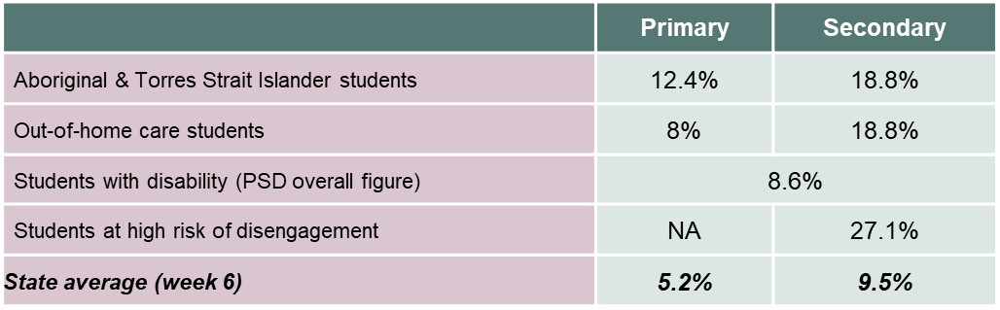 Primary Secondary
Aboriginal & Torres Strait Islander students 12.4% 18.8%
Out-of-home care students 8% 18.8%
Students with disability (PSD overall figure) 8.6%
Students at high risk of disengagement NA 27.1%
State average (week 6) 5.2% 9.5%